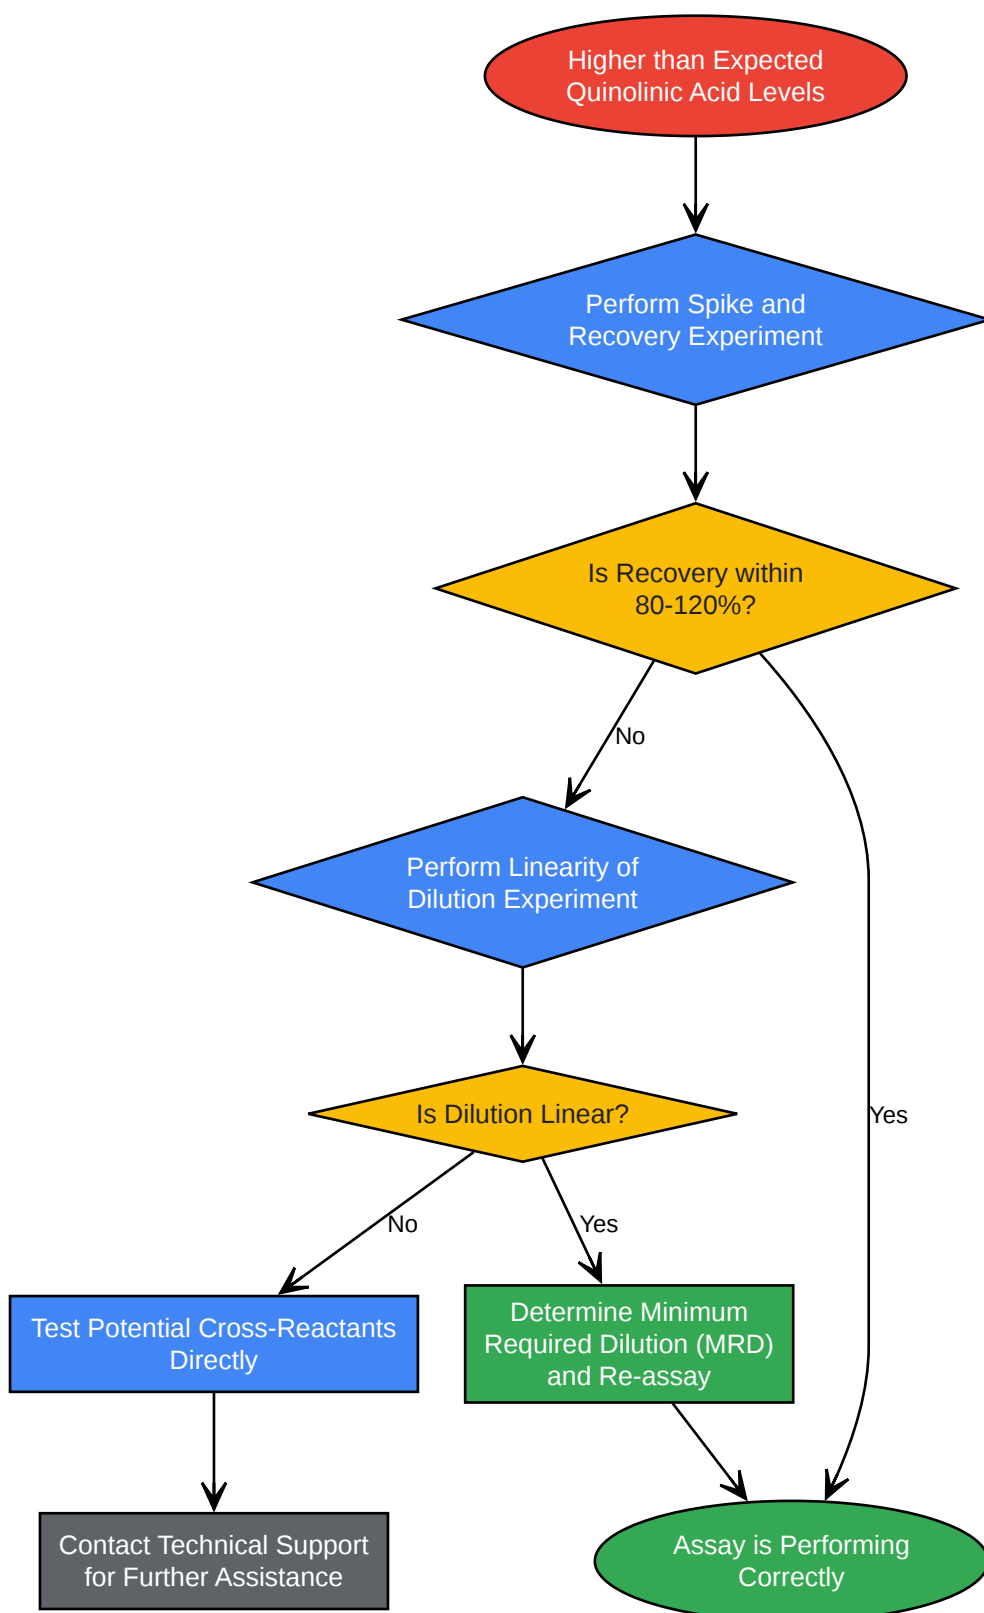 Higher than Expected
Quinolinic Acid Levels
Perform Spike and
Recovery Experiment
Is Recovery within
80-120%?
No
Perform Linearity of
Dilution Experiment
Is Dilution Linear?
Yes
No
Yes
Test Potential Cross-Reactants
Directly
Determine Minimum
Required Dilution (MRD)
and Re-assay
Contact Technical Support
for Further Assistance
Assay is Performing
Correctly